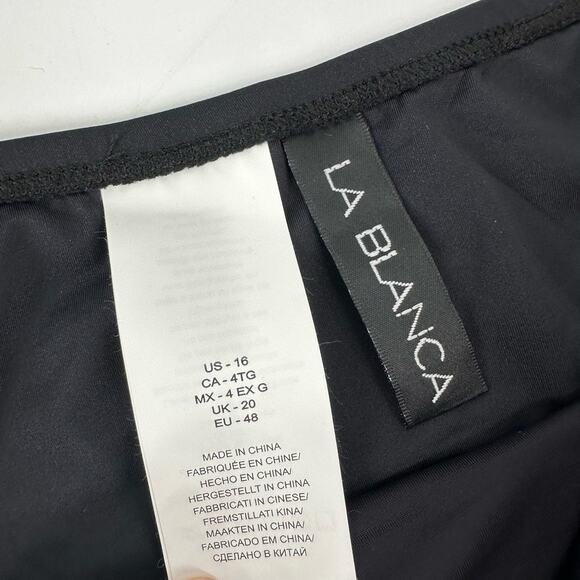 US - 16
CA - 4TG
MX - 4 EX G
UK - 20
EU - 48
MADE IN CHINA
FABRIQUÉE EN CHINE/
HECHO EN CHINA/
HERGESTELLT IN CHINA
FABRICATI IN CINESE/
FREMSTILLATI KINA/
MAAKTEN IN CHINA/
FABRICADO EM CHINA/
СДЕЛАНО В КИТАЙ
LA BLANCA